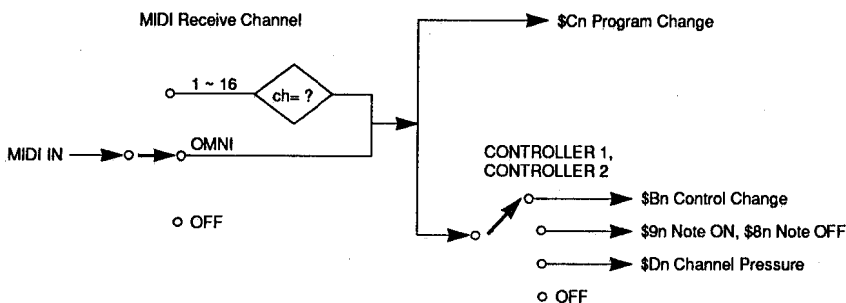 MIDI Receive Channel
$Cn Program Change
1 ~ 16
ch= ?
MIDI IN
OMNI
OFF
CONTROLLER 1,
CONTROLLER 2
$Bn Control Change
$9n Note ON, $8n Note OFF
$Dn Channel Pressure
OFF